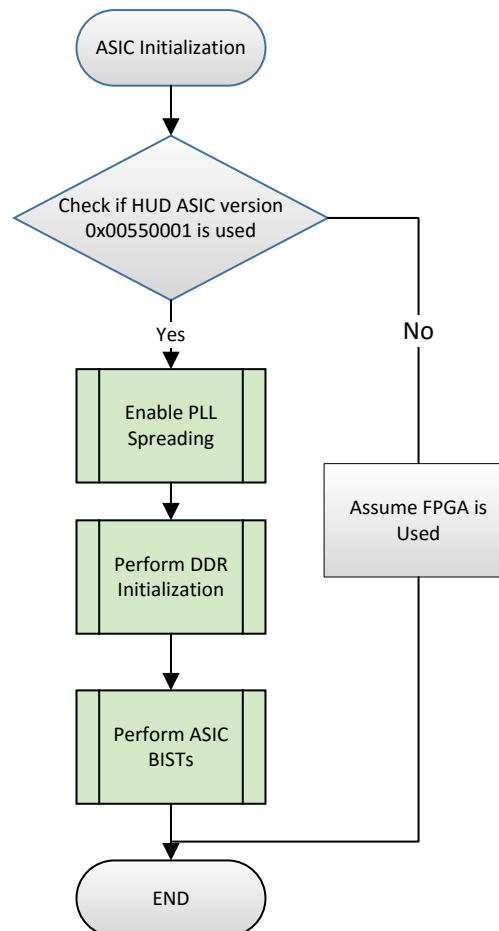 ASIC Initialization
Check if HUD ASIC version
0x00550001 is used
Yes
No
Enable PLL
Spreading
Assume FPGA is
Used
Perform DDR
Initialization
Perform ASIC
BISTs
END